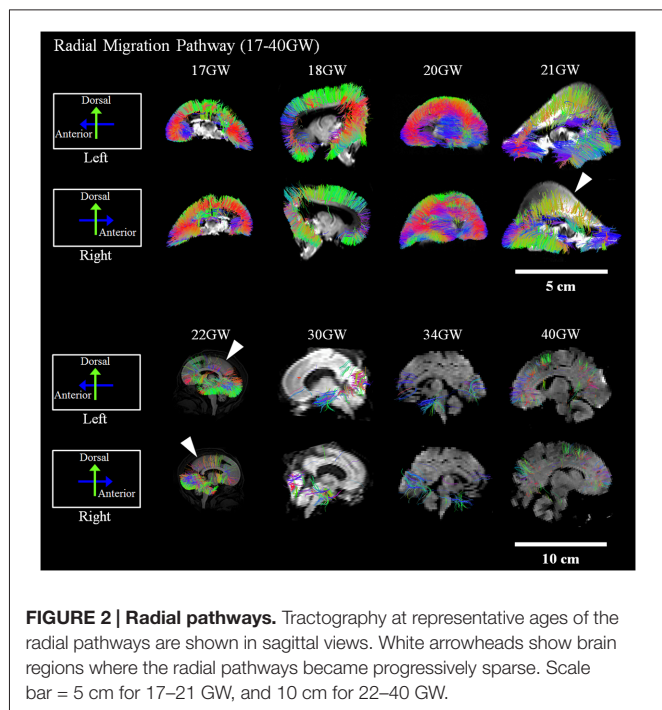 Radial Migration Pathway (17-40GW)
17GW 18GW 20GW 21GW
Dorsal
Anterior
Left
Dorsal
Anterior
Right
5 cm
22GW 30GW 34GW 40GW
Dorsal
Anterior
Left
Dorsal
Anterior
Right
10 cm
FIGURE 2 | Radial pathways. Tractography at representative ages of the
radial pathways are shown in sagittal views. White arrowheads show brain
regions where the radial pathways became progressively sparse. Scale
bar = 5 cm for 17–21 GW, and 10 cm for 22–40 GW.